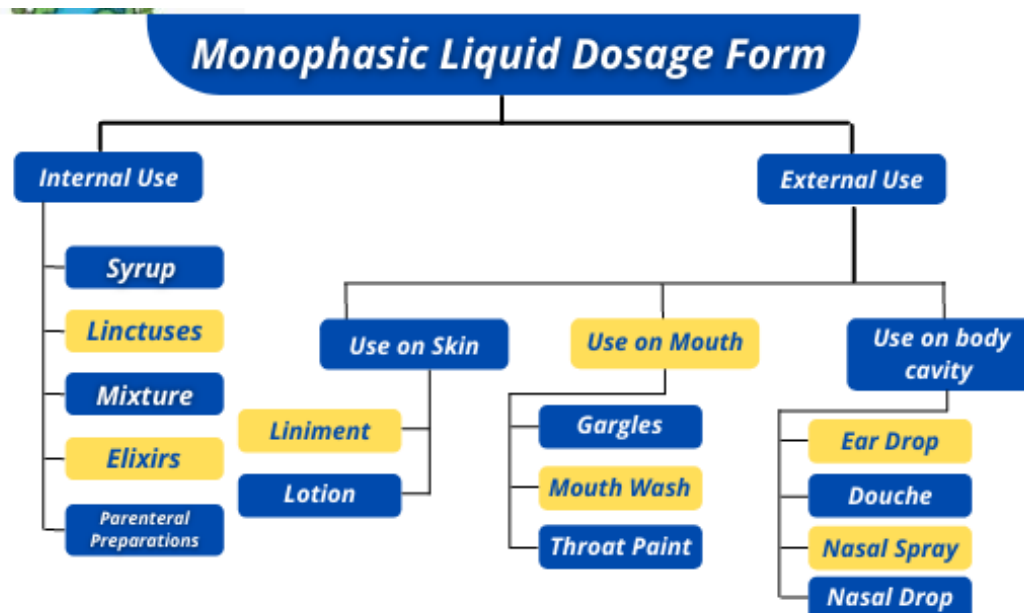 Monophasic Liquid Dosage Form
Internal Use
Syrup
Linctuses
Mixture
Elixirs
Parenteral
Preparations
External Use
Use on Skin
Liniment
Lotion
Use on Mouth
Gargles
Mouth Wash
Throat Paint
Use on body
cavity
Ear Drop
Douche
Nasal Spray
Nasal Drop